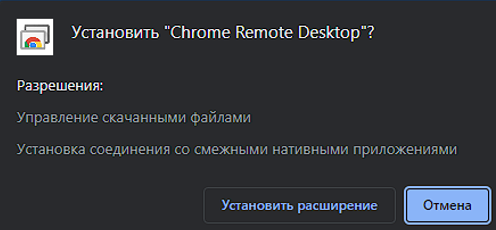 Установить "Chrome Remote Desktop"?
Разрешения:
Управление скачанными файлами
Установка соединения со смежными нативными приложениями
Установить расширение
Отмена